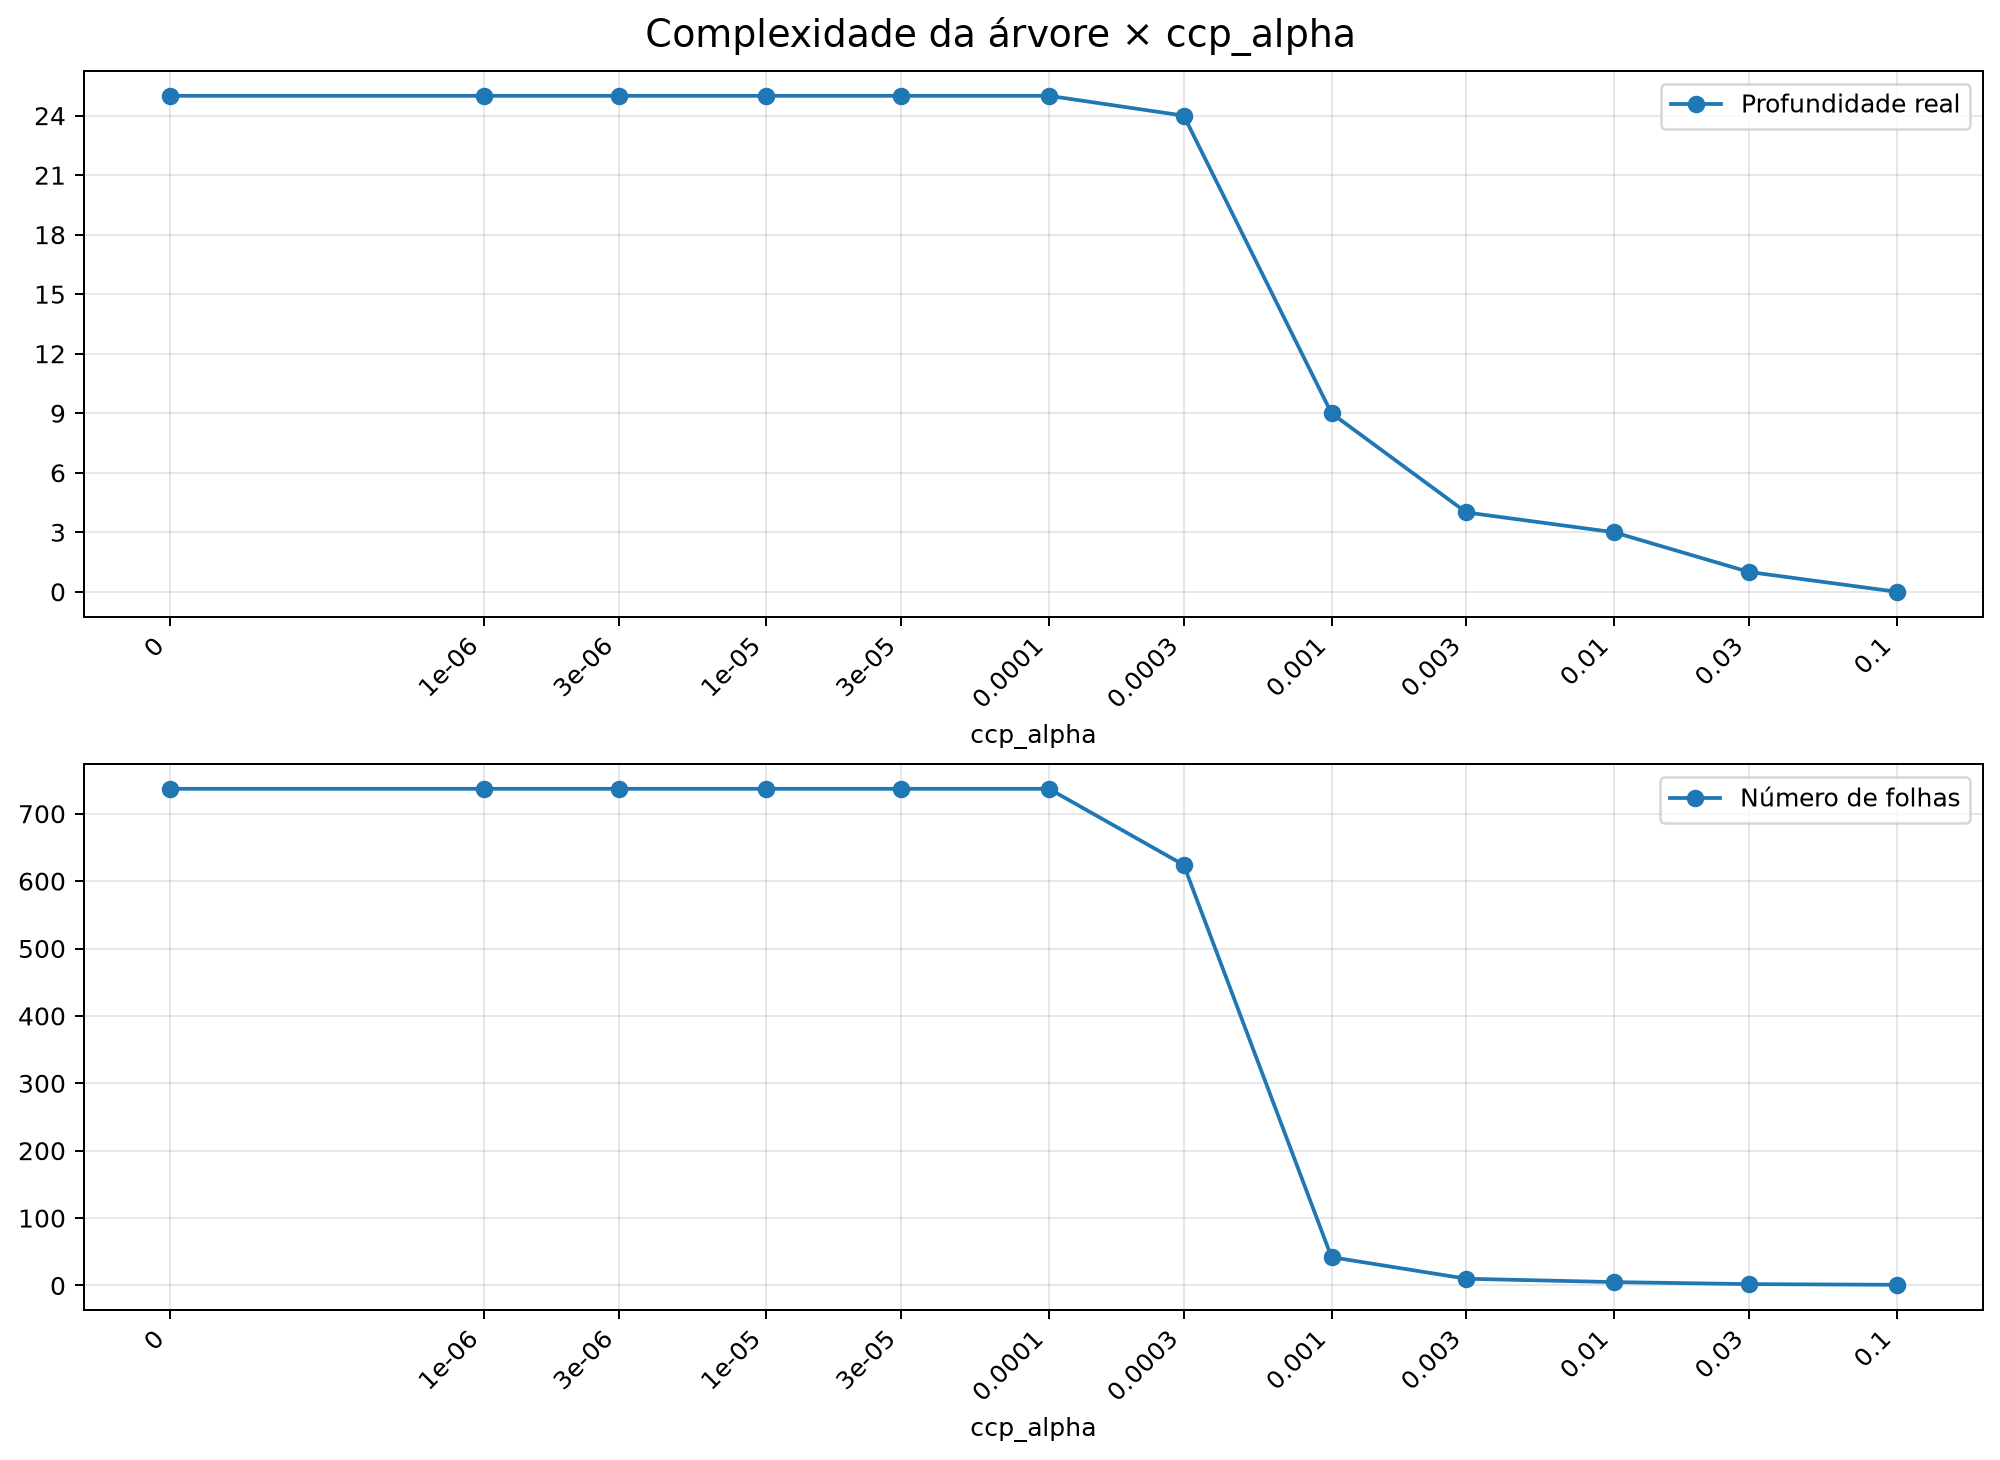 Complexidade da árvore × ccp_alpha
Profundidade real
24
21
18
15
12
9
6
3
0
0
1e-06
3e-06
1e-05
3e-05
0.0001
0.0003
0.001
0.003
0.01
0.03
0.1
ccp_alpha
Número de folhas
700
600
500
400
300
200
100
0
0
1e-06
3e-06
1e-05
3e-05
0.0001
0.0003
0.001
0.003
0.01
0.03
0.1
ccp_alpha